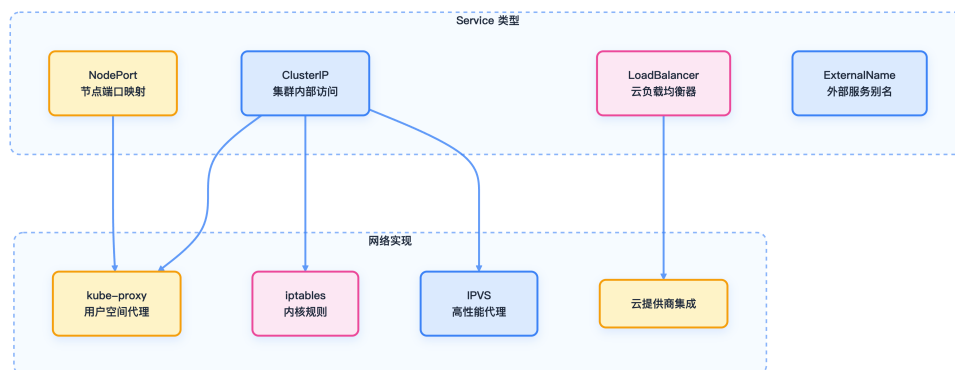 Service 类型
NodePort
节点端口映射
ClusterIP
集群内部访问
LoadBalancer
云负载均衡器
ExternalName
外部服务别名
网络实现
kube-proxy
用户空间代理
iptables
内核规则
IPVS
高性能代理
云提供商集成